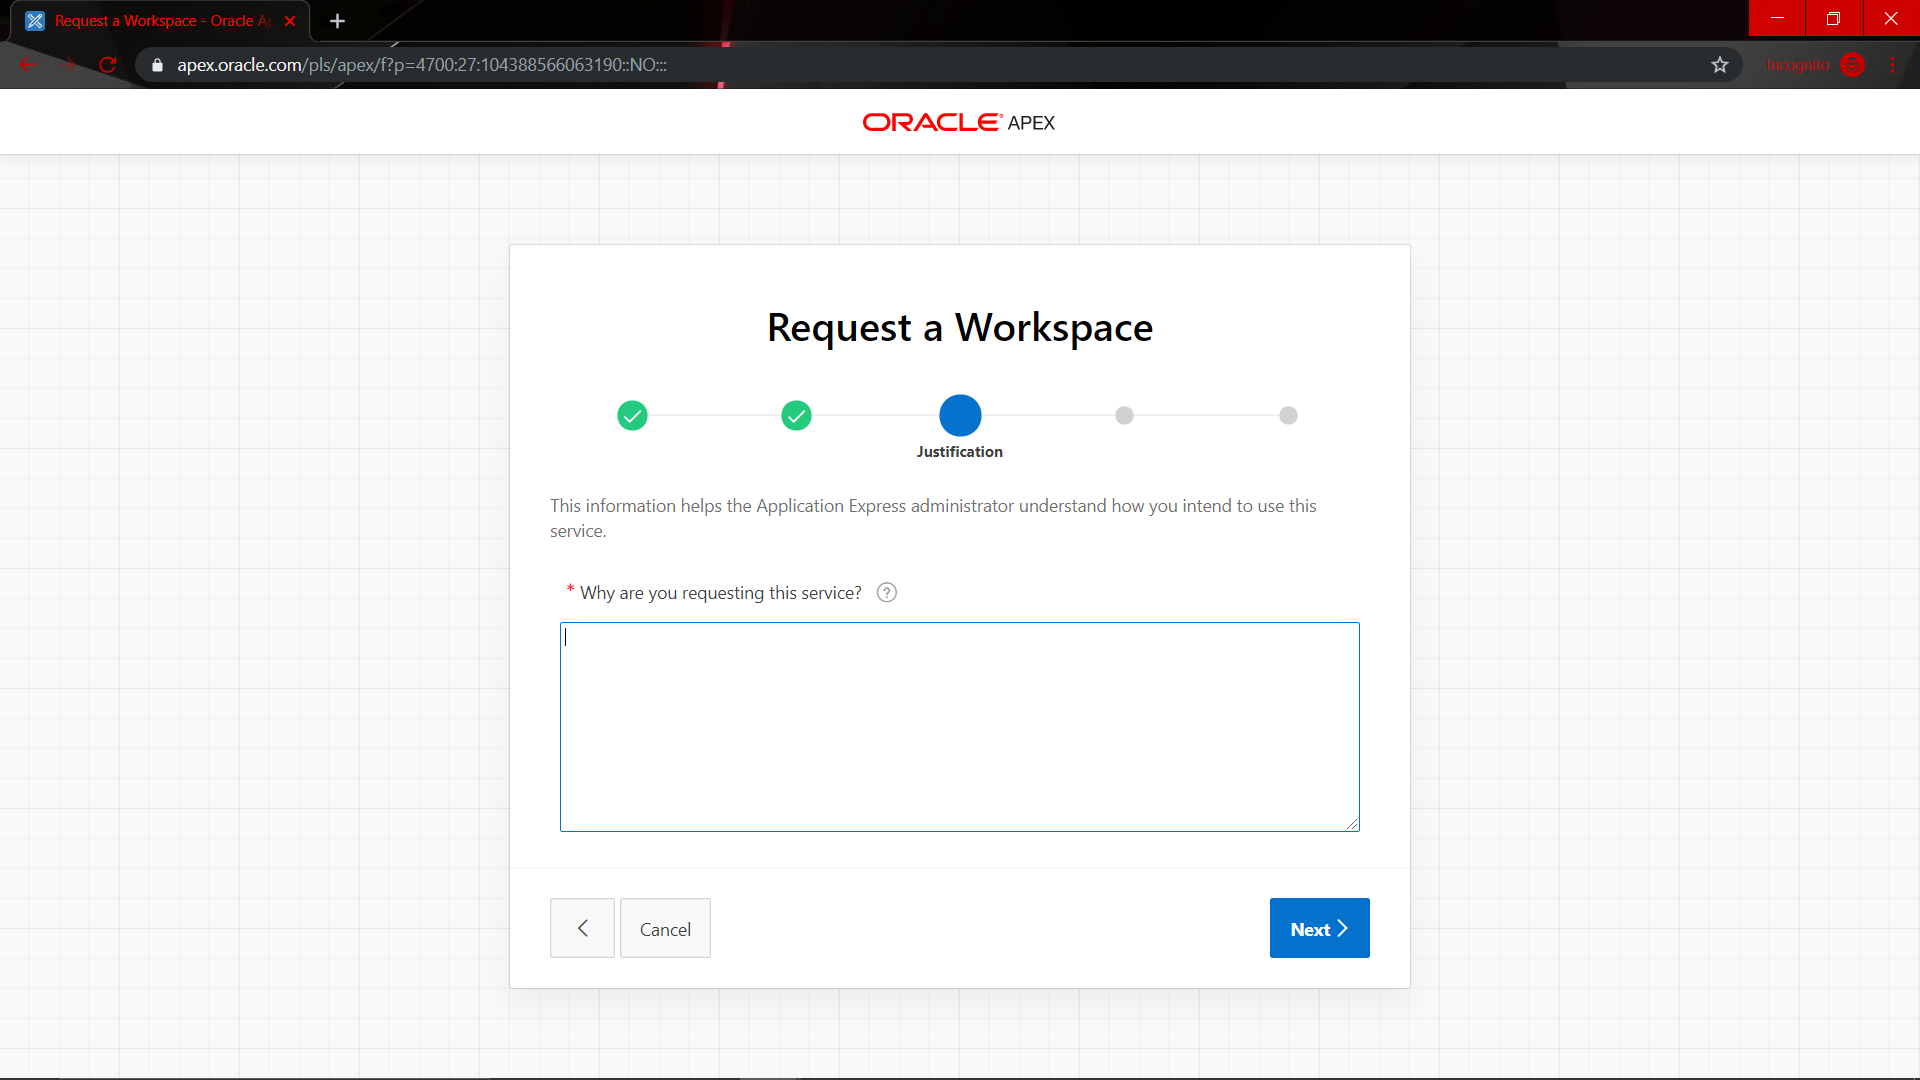 Request a Workspace - Oracle Ap
apex.oracle.com/pls/apex/f?p=4700:27:104388566063190::NO:::
Incognito
ORACLE® APEX
Request a Workspace
Justification
This information helps the Application Express administrator understand how you intend to use this
service.
* Why are you requesting this service? ?
Cancel
Next